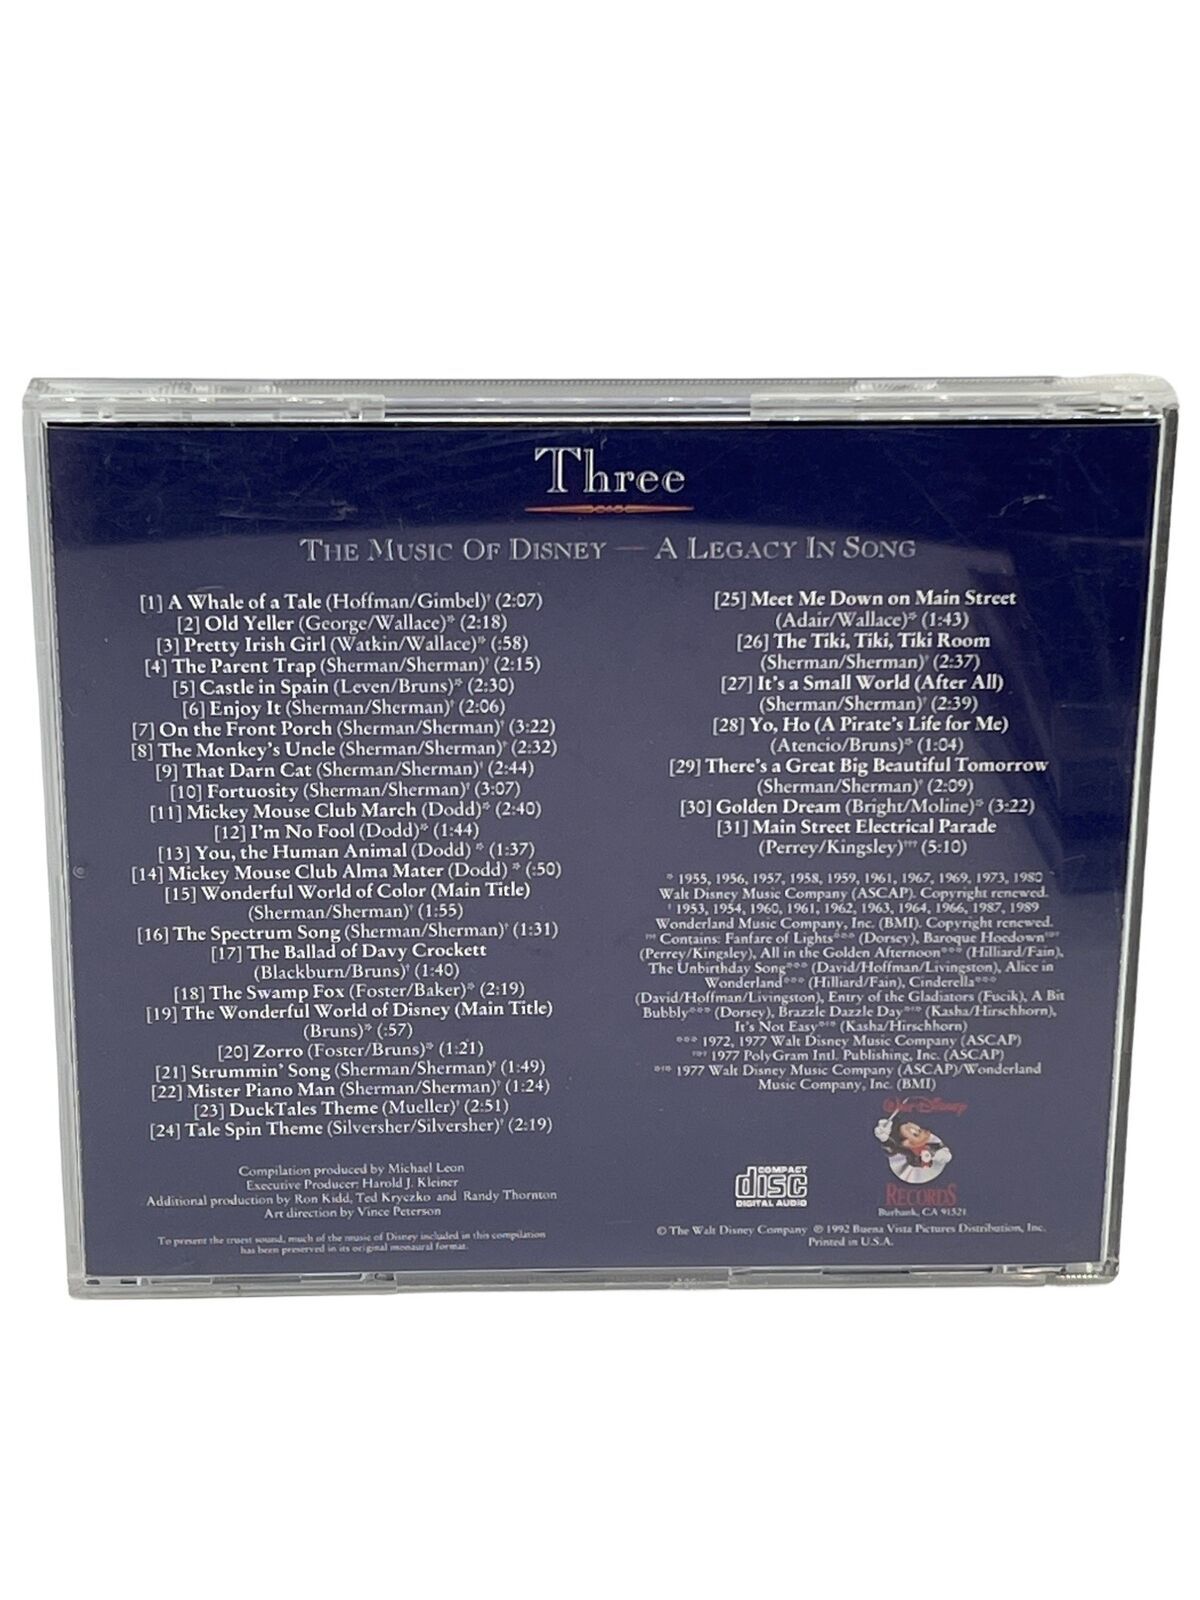 Three
THE MUSIC OF DISNEY — A LEGACY IN SONG
[1] A Whale of a Tale (Hoffman/Gimbel)† (2:07)
[2] Old Yeller (George/Wallace)* (2:18)
[3] Pretty Irish Girl (Watkin/Wallace)* (:58)
[4] The Parent Trap (Sherman/Sherman)† (2:15)
[5] Castle in Spain (Leven/Bruns)* (2:30)
[6] Enjoy It (Sherman/Sherman)† (2:06)
[7] On the Front Porch (Sherman/Sherman)† (3:22)
[8] The Monkey's Uncle (Sherman/Sherman)† (2:32)
[9] That Darn Cat (Sherman/Sherman)† (2:44)
[10] Fortuosity (Sherman/Sherman)† (3:07)
[11] Mickey Mouse Club March (Dodd)* (2:40)
[12] I'm No Fool (Dodd)* (1:44)
[13] You, the Human Animal (Dodd) * (1:37)
[14] Mickey Mouse Club Alma Mater (Dodd) * (:50)
[15] Wonderful World of Color (Main Title)
(Sherman/Sherman)† (1:55)
[16] The Spectrum Song (Sherman/Sherman)† (1:31)
[17] The Ballad of Davy Crockett
(Blackburn/Bruns)† (1:40)
[18] The Swamp Fox (Foster/Baker)* (2:19)
[19] The Wonderful World of Disney (Main Title)
(Bruns)* (:57)
[20] Zorro (Foster/Bruns)* (1:21)
[21] Strummin' Song (Sherman/Sherman)† (1:49)
[22] Mister Piano Man (Sherman/Sherman)† (1:24)
[23] DuckTales Theme (Mueller)† (2:51)
[24] Tale Spin Theme (Silversher/Silversher)† (2:19)
Compilation produced by Michael Leon
Executive Producer: Harold J. Kleiner
Additional production by Ron Kidd, Ted Kryczko and Randy Thornton
Art direction by Vince Peterson
To present the truest sound, much of the music of Disney included in this compilation
has been preserved in its original monaural format.
[25] Meet Me Down on Main Street
(Adair/Wallace)* (1:43)
[26] The Tiki, Tiki, Tiki Room
(Sherman/Sherman)† (2:37)
[27] It's a Small World (After All)
(Sherman/Sherman)† (2:39)
[28] Yo, Ho (A Pirate's Life for Me)
(Atencio/Bruns)* (1:04)
[29] There's a Great Big Beautiful Tomorrow
(Sherman/Sherman)† (2:09)
[30] Golden Dream (Bright/Moline)* (3:22)
[31] Main Street Electrical Parade
(Perrey/Kingsley)††† (5:10)
* 1955, 1956, 1957, 1958, 1959, 1961, 1967, 1969, 1973, 1980
Walt Disney Music Company (ASCAP). Copyright renewed.
† 1953, 1954, 1960, 1961, 1962, 1963, 1964, 1966, 1987, 1989
Wonderland Music Company, Inc. (BMI). Copyright renewed.
††† Contains: Fanfare of Lights*** (Dorsey), Baroque Hoedown†*†
(Perrey/Kingsley), All in the Golden Afternoon*** (Hilliard/Fain),
The Unbirthday Song*** (David/Hoffman/Livingston), Alice in
Wonderland*** (Hilliard/Fain), Cinderella***
(David/Hoffman/Livingston), Entry of the Gladiators (Fucik), A Bit
Bubbly*** (Dorsey), Brazzle Dazzle Day*†* (Kasha/Hirschhorn),
It's Not Easy*†* (Kasha/Hirschhorn)
*** 1972, 1977 Walt Disney Music Company (ASCAP)
†*† 1977 PolyGram Intl. Publishing, Inc. (ASCAP)
*†* 1977 Walt Disney Music Company (ASCAP)/Wonderland
Music Company, Inc. (BMI)
COMPACT
disc
DIGITAL AUDIO
Walt Disney
RECORDS
Burbank, CA 91521
© The Walt Disney Company ℗ 1992 Buena Vista Pictures Distribution, Inc.
Printed in U.S.A.